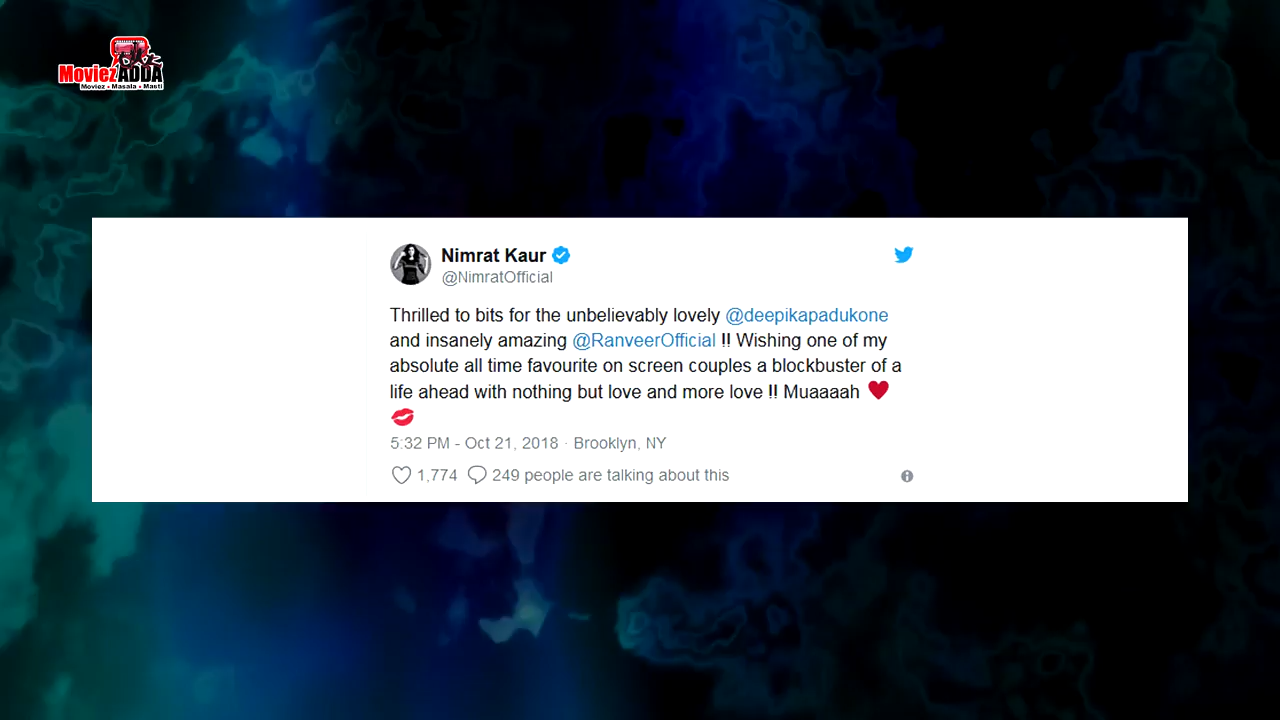 Moviez ADDA
Moviez • Masala • Masti
Nimrat Kaur
@NimratOfficial
Thrilled to bits for the unbelievably lovely @deepikapadukone
and insanely amazing @RanveerOfficial !! Wishing one of my
absolute all time favourite on screen couples a blockbuster of a
life ahead with nothing but love and more love !! Muaaaah ♥
💋
5:32 PM - Oct 21, 2018 · Brooklyn, NY
1,774 249 people are talking about this